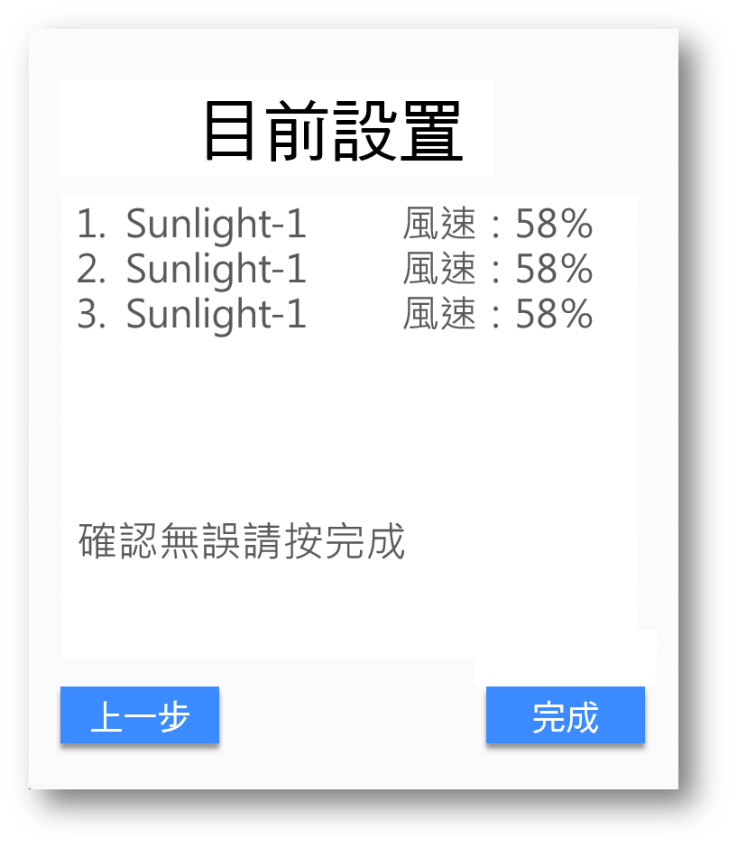 目前設置
1. Sunlight-1 風速：58%
2. Sunlight-1 風速：58%
3. Sunlight-1 風速：58%
確認無誤請按完成
上一步 完成